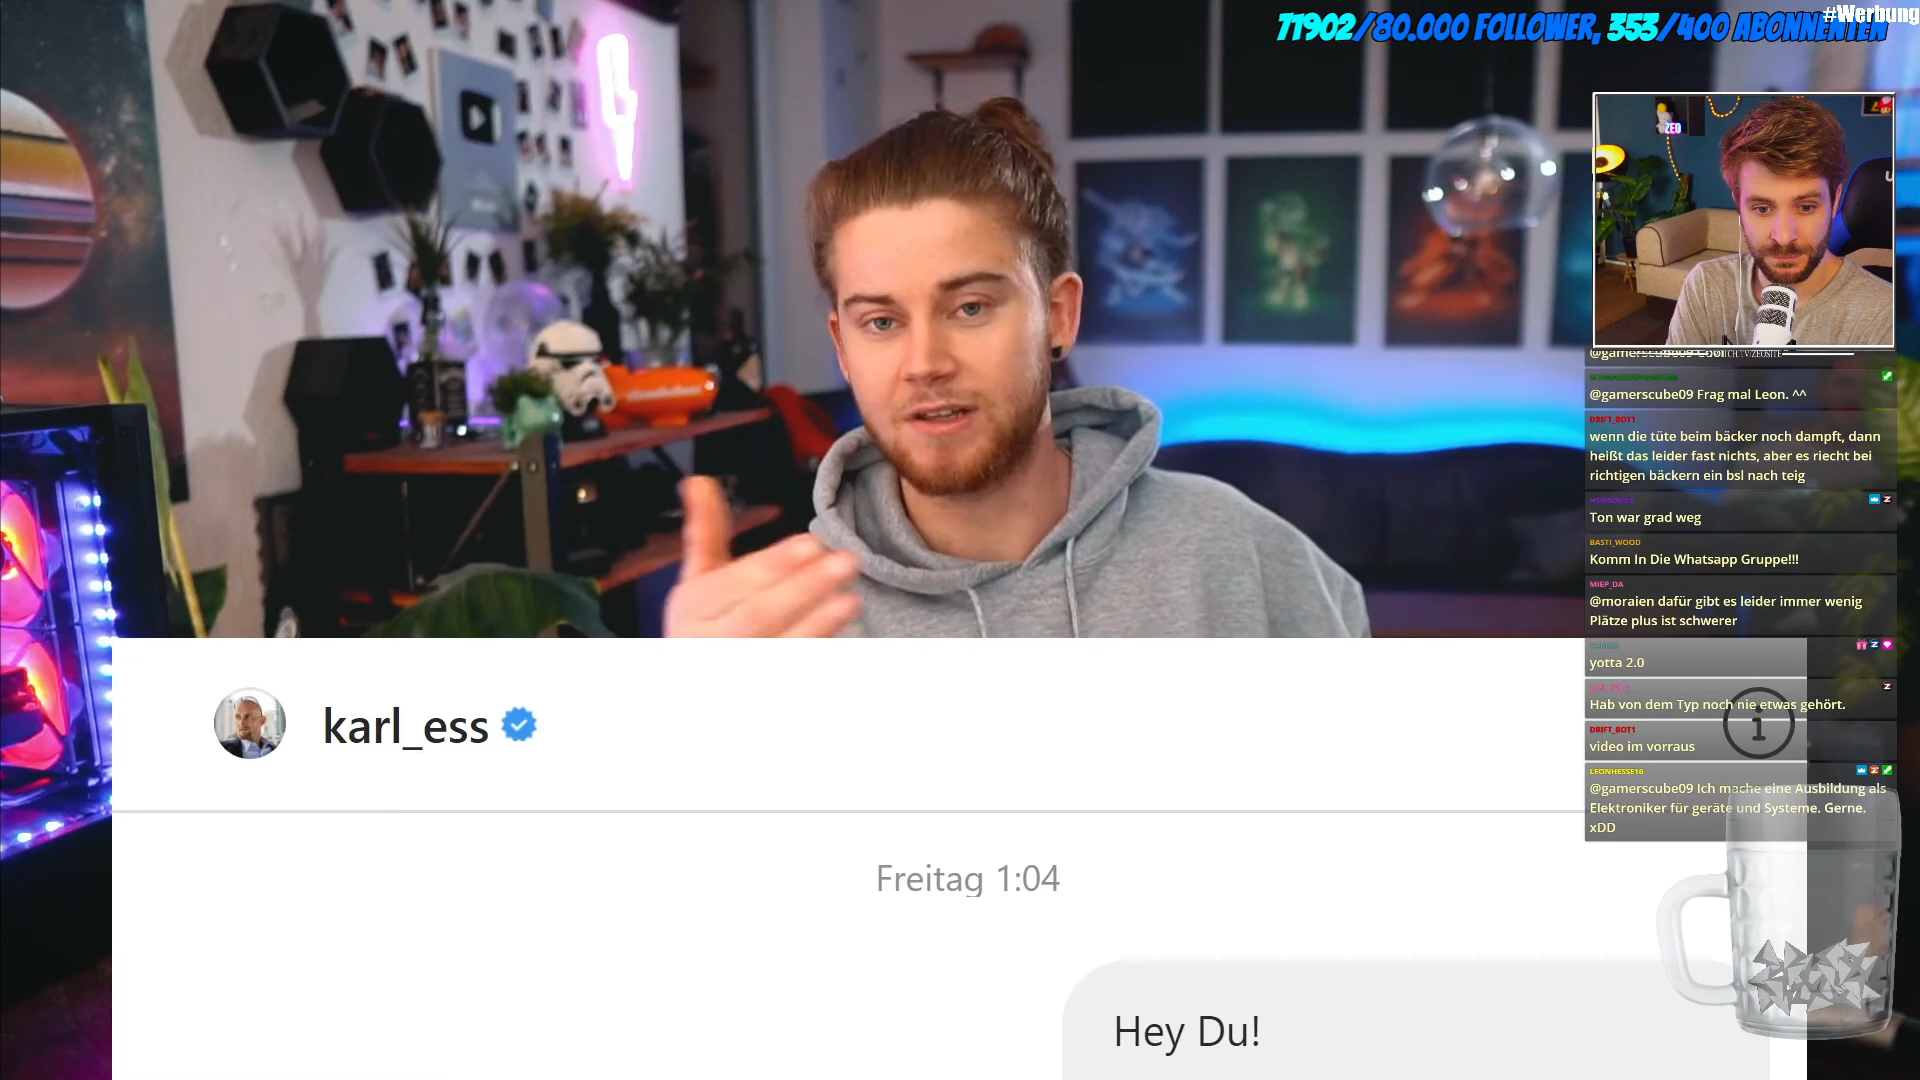 71902/80.000 FOLLOWER, 353/400 ABONNENTEN
#Werbung
ZEO
@gamerscube09 Cool
@gamerscube09 Frag mal Leon. ^^
DRIFT_BOT1
wenn die tüte beim bäcker noch dampft, dann
heißt das leider fast nichts, aber es riecht bei
richtigen bäckern ein bsl nach teig
Ton war grad weg
BASTI_WOOD
Komm In Die Whatsapp Gruppe!!!
MIEP_DA
@moraien dafür gibt es leider immer wenig
Plätze plus ist schwerer
yotta 2.0
Hab von dem Typ noch nie etwas gehört.
DRIFT_BOT1
video im vorraus
LEONHESSE16
@gamerscube09 Ich mache eine Ausbildung als
Elektroniker für geräte und Systeme. Gerne.
xDD
karl_ess
Freitag 1:04
Hey Du!